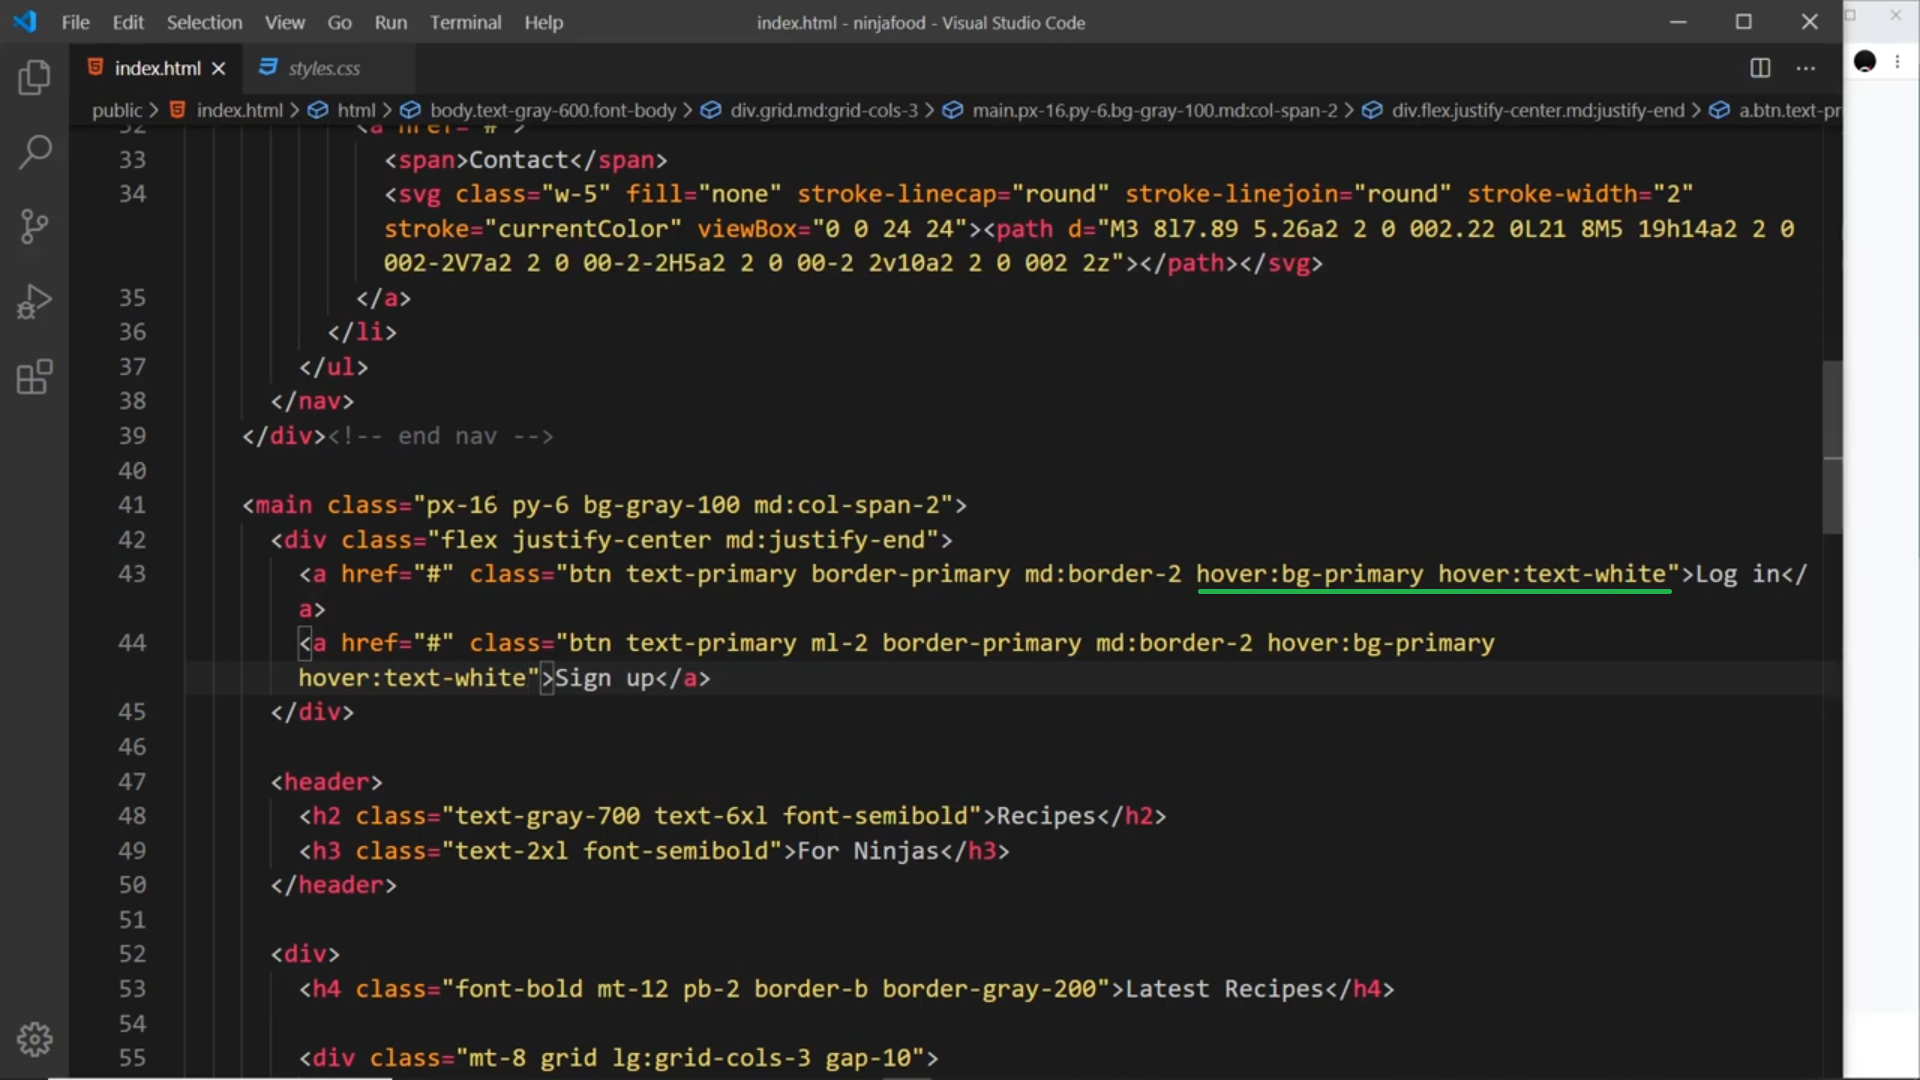 File Edit Selection View Go Run Terminal Help
index.html - ninjafood - Visual Studio Code
index.html
styles.css
public > index.html > html > body.text-gray-600.font-body > div.grid.md:grid-cols-3 > main.px-16.py-6.bg-gray-100.md:col-span-2 > div.flex.justify-center.md:justify-end > a.btn.text-pr
32 <a href="#">
33 <span>Contact</span>
34 <svg class="w-5" fill="none" stroke-linecap="round" stroke-linejoin="round" stroke-width="2"
stroke="currentColor" viewBox="0 0 24 24"><path d="M3 8l7.89 5.26a2 2 0 002.22 0L21 8M5 19h14a2 2 0
002-2V7a2 2 0 00-2-2H5a2 2 0 00-2 2v10a2 2 0 002 2z"></path></svg>
35 </a>
36 </li>
37 </ul>
38 </nav>
39 </div><!-- end nav -->
40
41 <main class="px-16 py-6 bg-gray-100 md:col-span-2">
42 <div class="flex justify-center md:justify-end">
43 <a href="#" class="btn text-primary border-primary md:border-2 hover:bg-primary hover:text-white">Log in</
a>
44 <a href="#" class="btn text-primary ml-2 border-primary md:border-2 hover:bg-primary
hover:text-white">Sign up</a>
45 </div>
46
47 <header>
48 <h2 class="text-gray-700 text-6xl font-semibold">Recipes</h2>
49 <h3 class="text-2xl font-semibold">For Ninjas</h3>
50 </header>
51
52 <div>
53 <h4 class="font-bold mt-12 pb-2 border-b border-gray-200">Latest Recipes</h4>
54
55 <div class="mt-8 grid lg:grid-cols-3 gap-10">